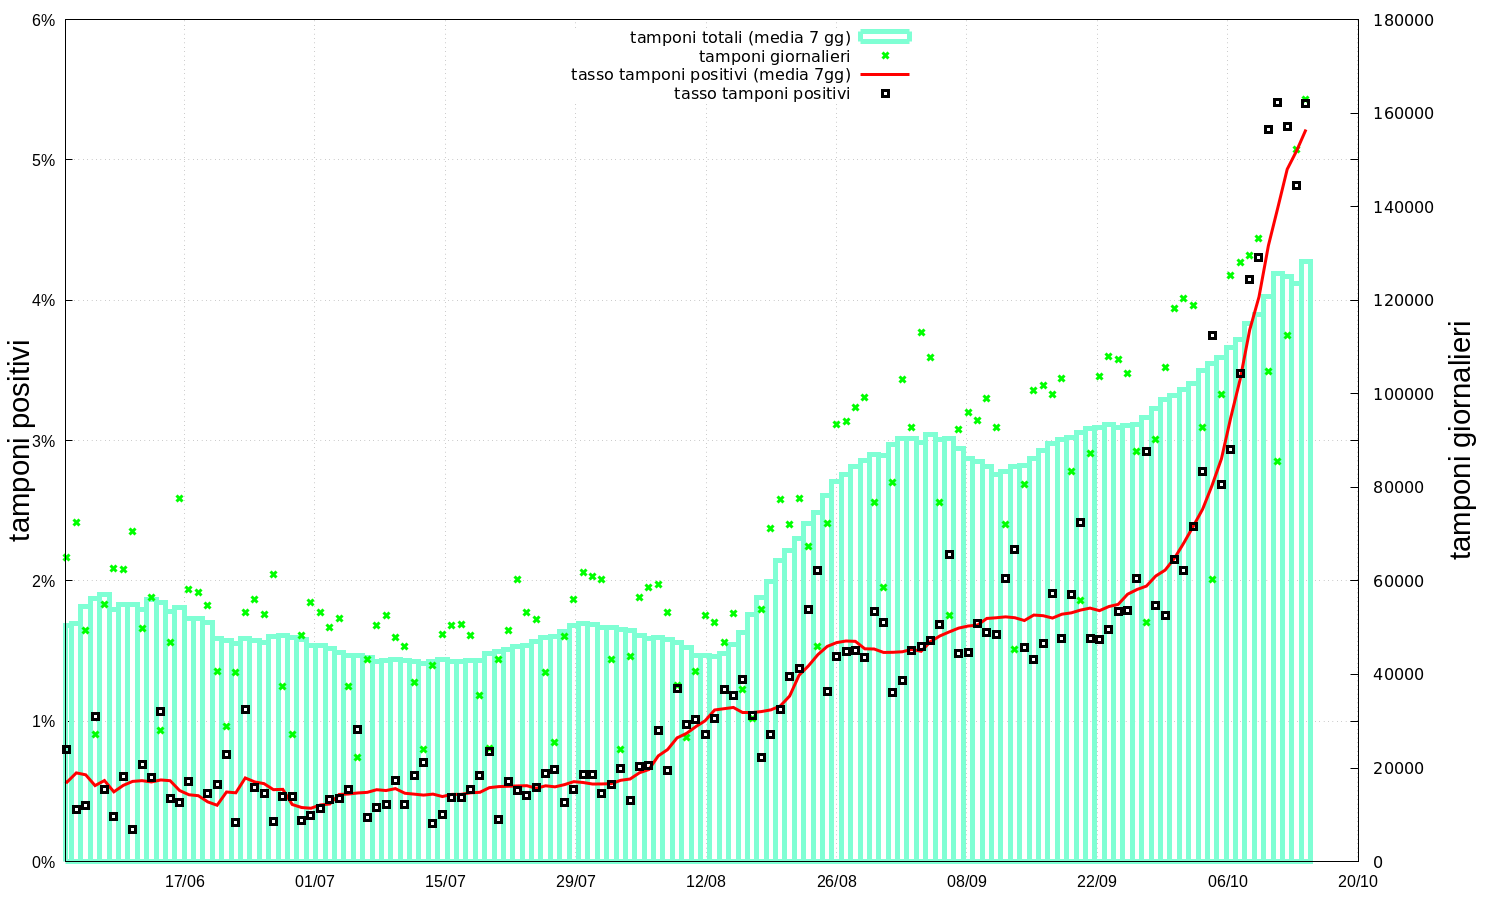 tamponi totali (media 7 gg)
tamponi giornalieri
tasso tamponi positivi (media 7gg)
tasso tamponi positivi
6%
5%
4%
3%
2%
1%
0%
tamponi positivi
180000
160000
140000
120000
100000
80000
60000
40000
20000
0
tamponi giornalieri
17/06 01/07 15/07 29/07 12/08 26/08 08/09 22/09 06/10 20/10